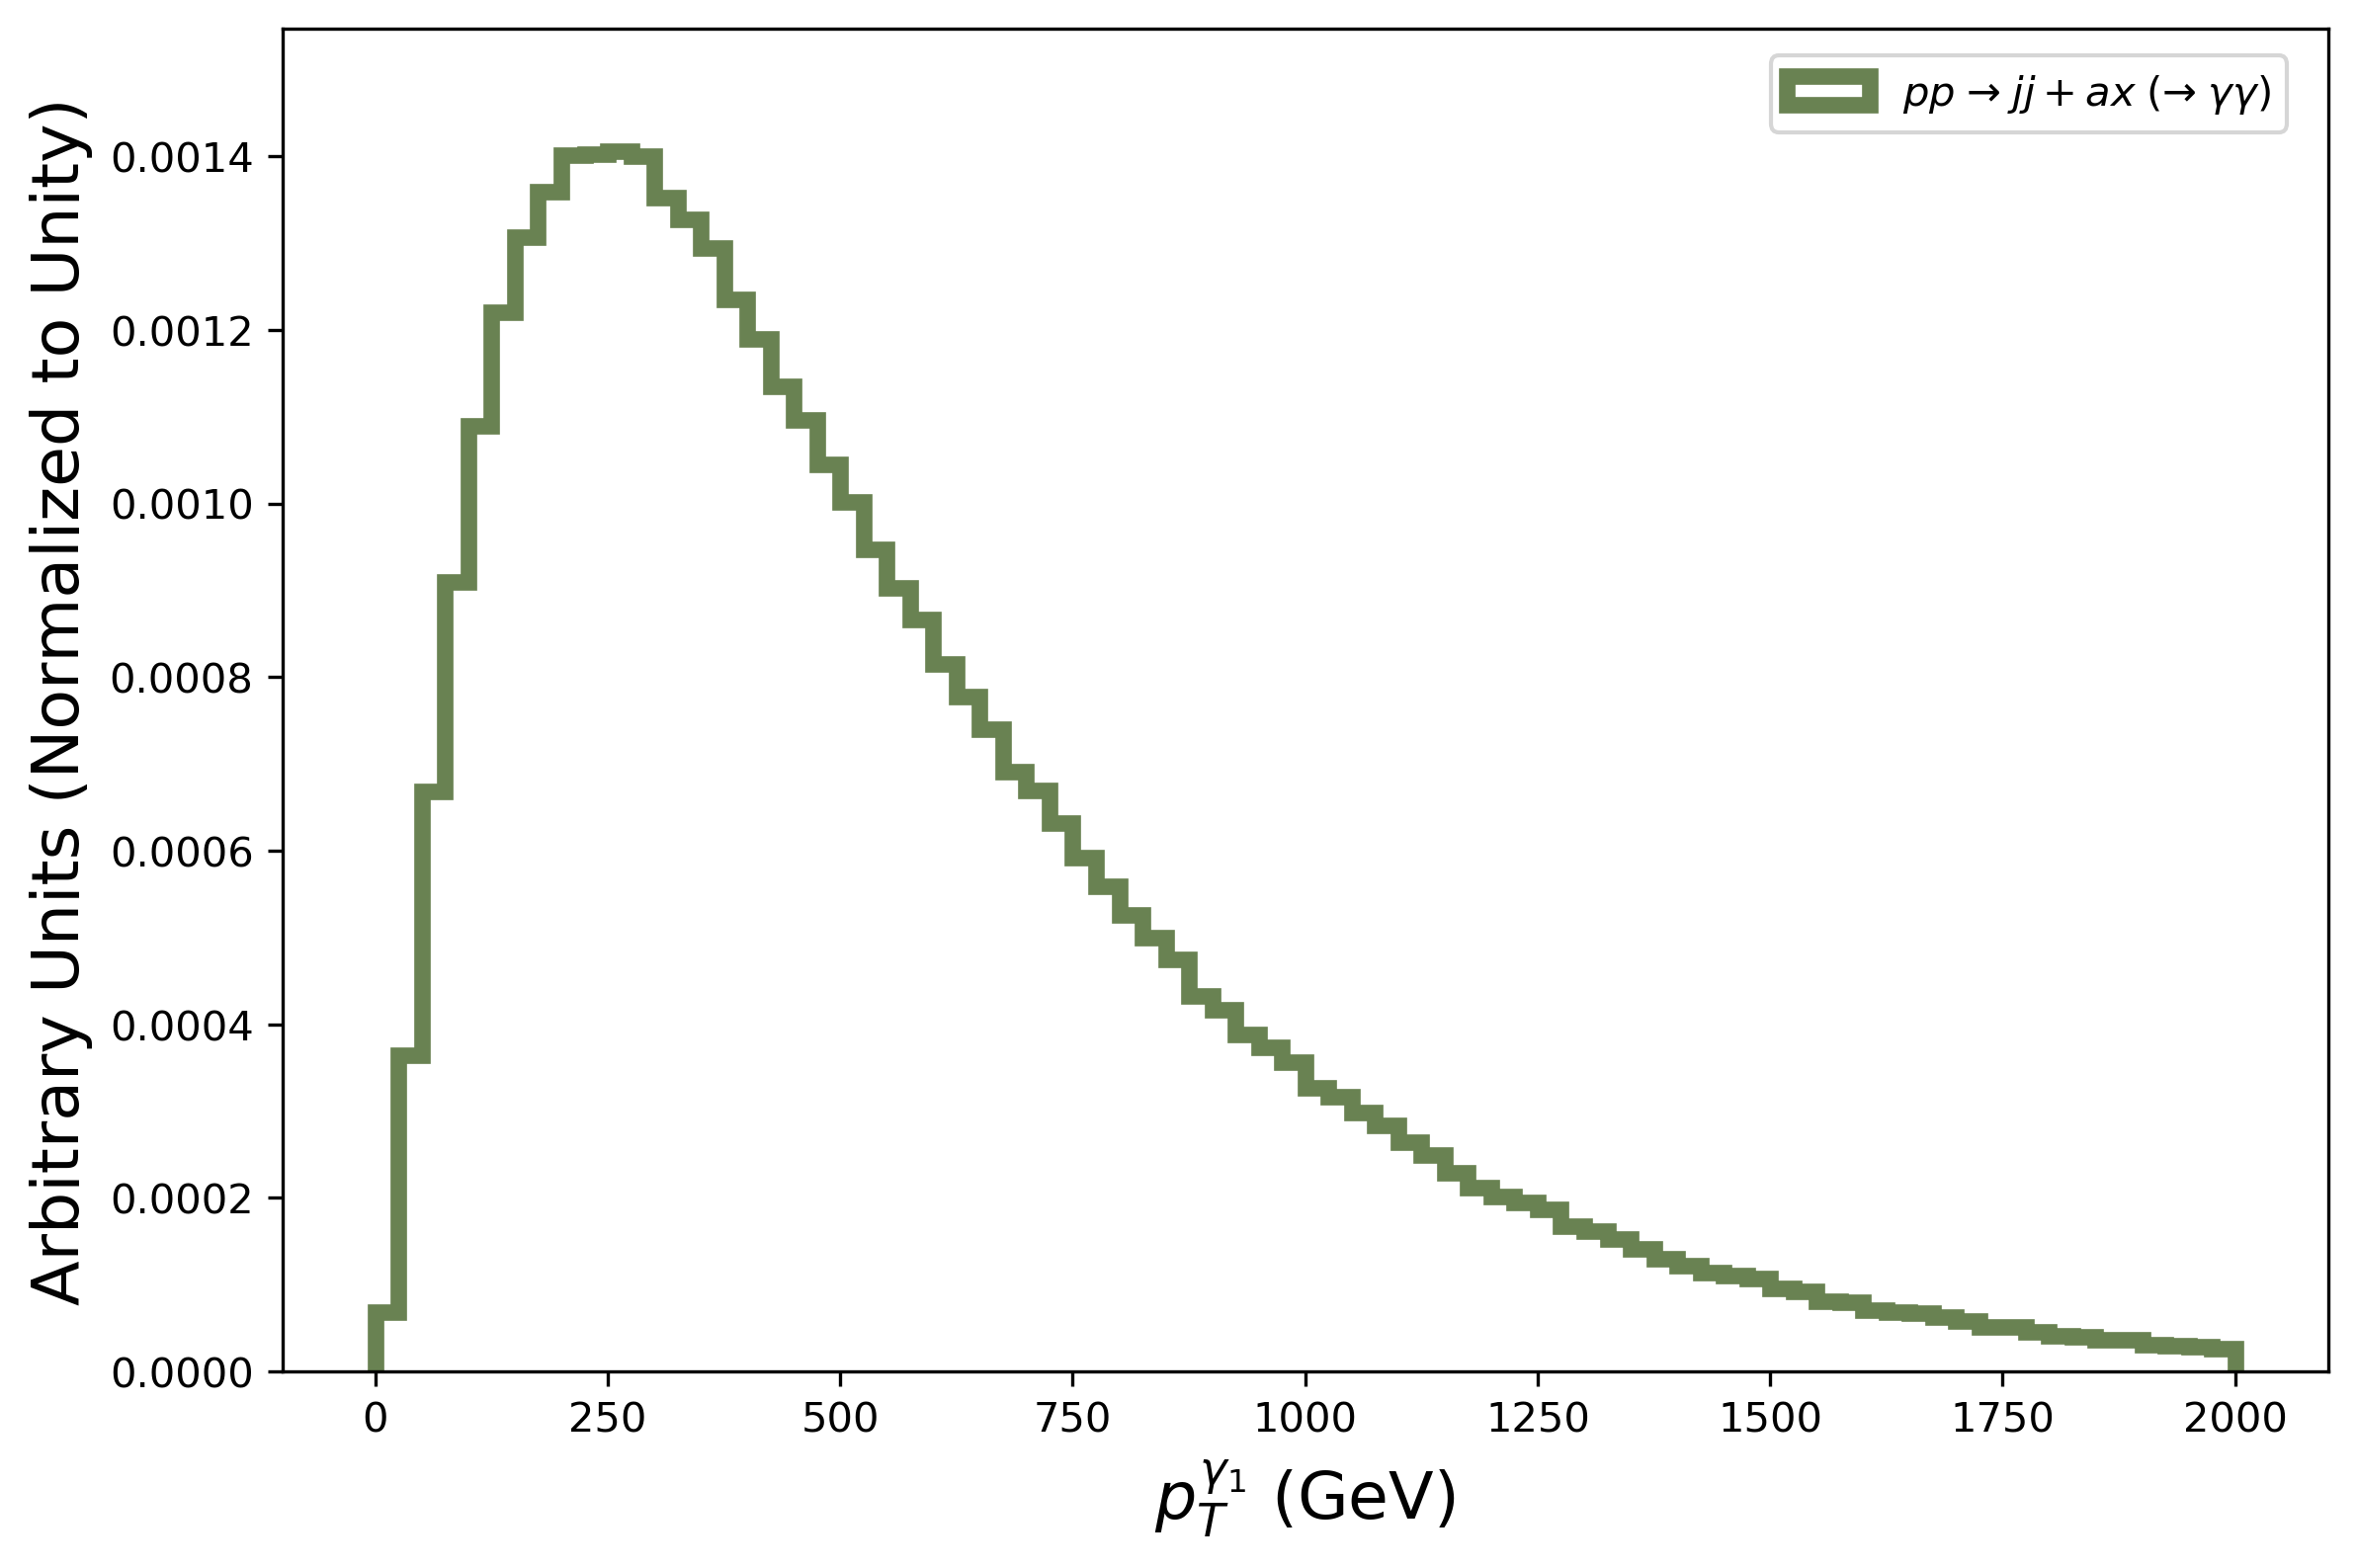 pp → jj + ax (→ γγ)
Arbitrary Units (Normalized to Unity)
0.0014
0.0012
0.0010
0.0008
0.0006
0.0004
0.0002
0.0000
0 250 500 750 1000 1250 1500 1750 2000
p_T^{γ_1} (GeV)